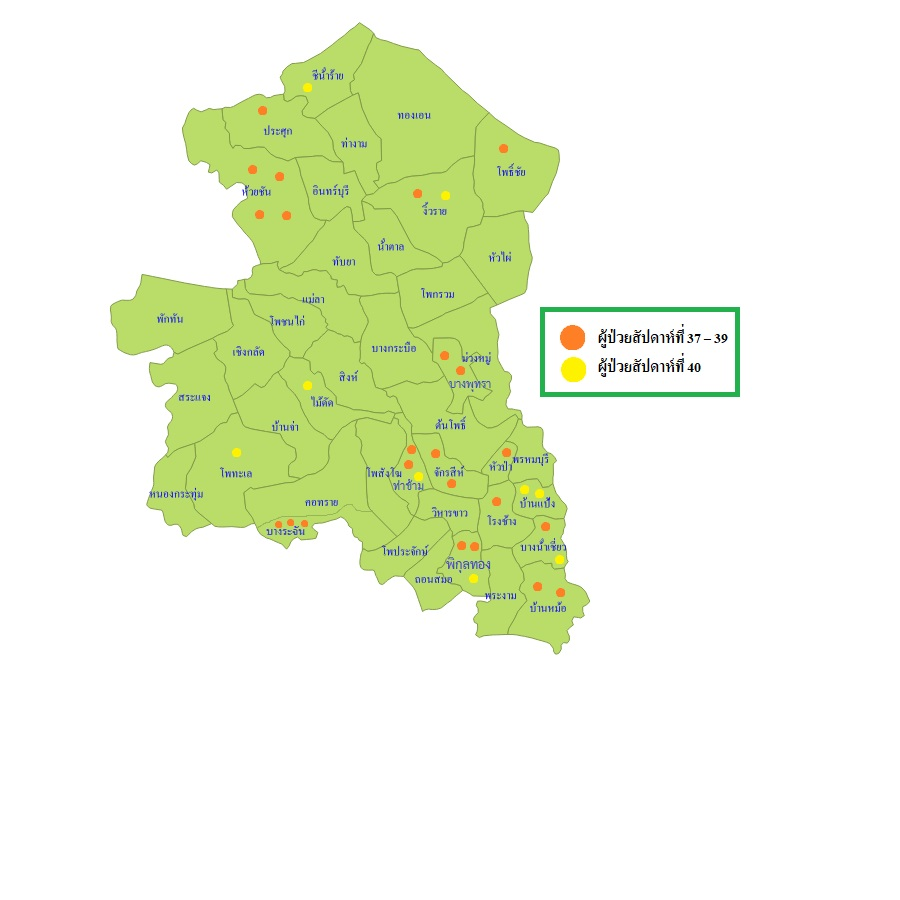 ชีน้ำร้าย
ทองเอน
ประศุก
ท่างาม
โพธิ์ชัย
ห้วยชัน
อินทร์บุรี
งิ้วราย
น้ำตาล
ทับยา
หัวไผ่
แม่ลา
โพกรวม
พักทัน
โพชนไก่
ผู้ป่วยสัปดาห์ที่ 37 – 39
ผู้ป่วยสัปดาห์ที่ 40
เชิงกลัด
บางกระบือ
ม่วงหมู่
สิงห์
บางพุทรา
สระแจง
ไม้ดัด
บ้านจ่า
ต้นโพธิ์
พรหมบุรี
หัวป่า
โพทะเล
โพสังโฆ
จักรสีห์
ท่าข้าม
หนองกระทุ่ม
คอทราย
บ้านแป้ง
วิหารขาว
โรงช้าง
บางระจัน
บางน้ำเชี่ยว
โพประจักษ์
พิกุลทอง
ถอนสมอ
พระงาม
บ้านหม้อ